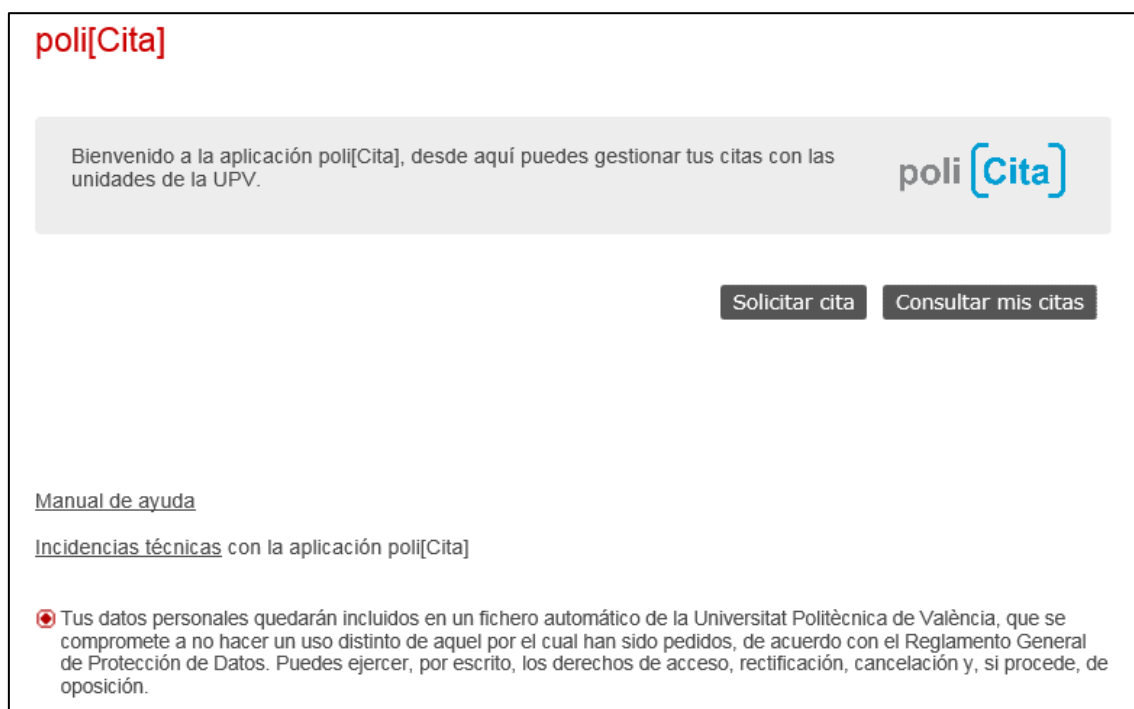 poli[Cita]
Bienvenido a la aplicación poli[Cita], desde aquí puedes gestionar tus citas con las
unidades de la UPV.
poli [Cita]
Solicitar cita
Consultar mis citas
Manual de ayuda
Incidencias técnicas con la aplicación poli[Cita]
Tus datos personales quedarán incluidos en un fichero automático de la Universitat Politècnica de València, que se
compromete a no hacer un uso distinto de aquel por el cual han sido pedidos, de acuerdo con el Reglamento General
de Protección de Datos. Puedes ejercer, por escrito, los derechos de acceso, rectificación, cancelación y, si procede, de
oposición.